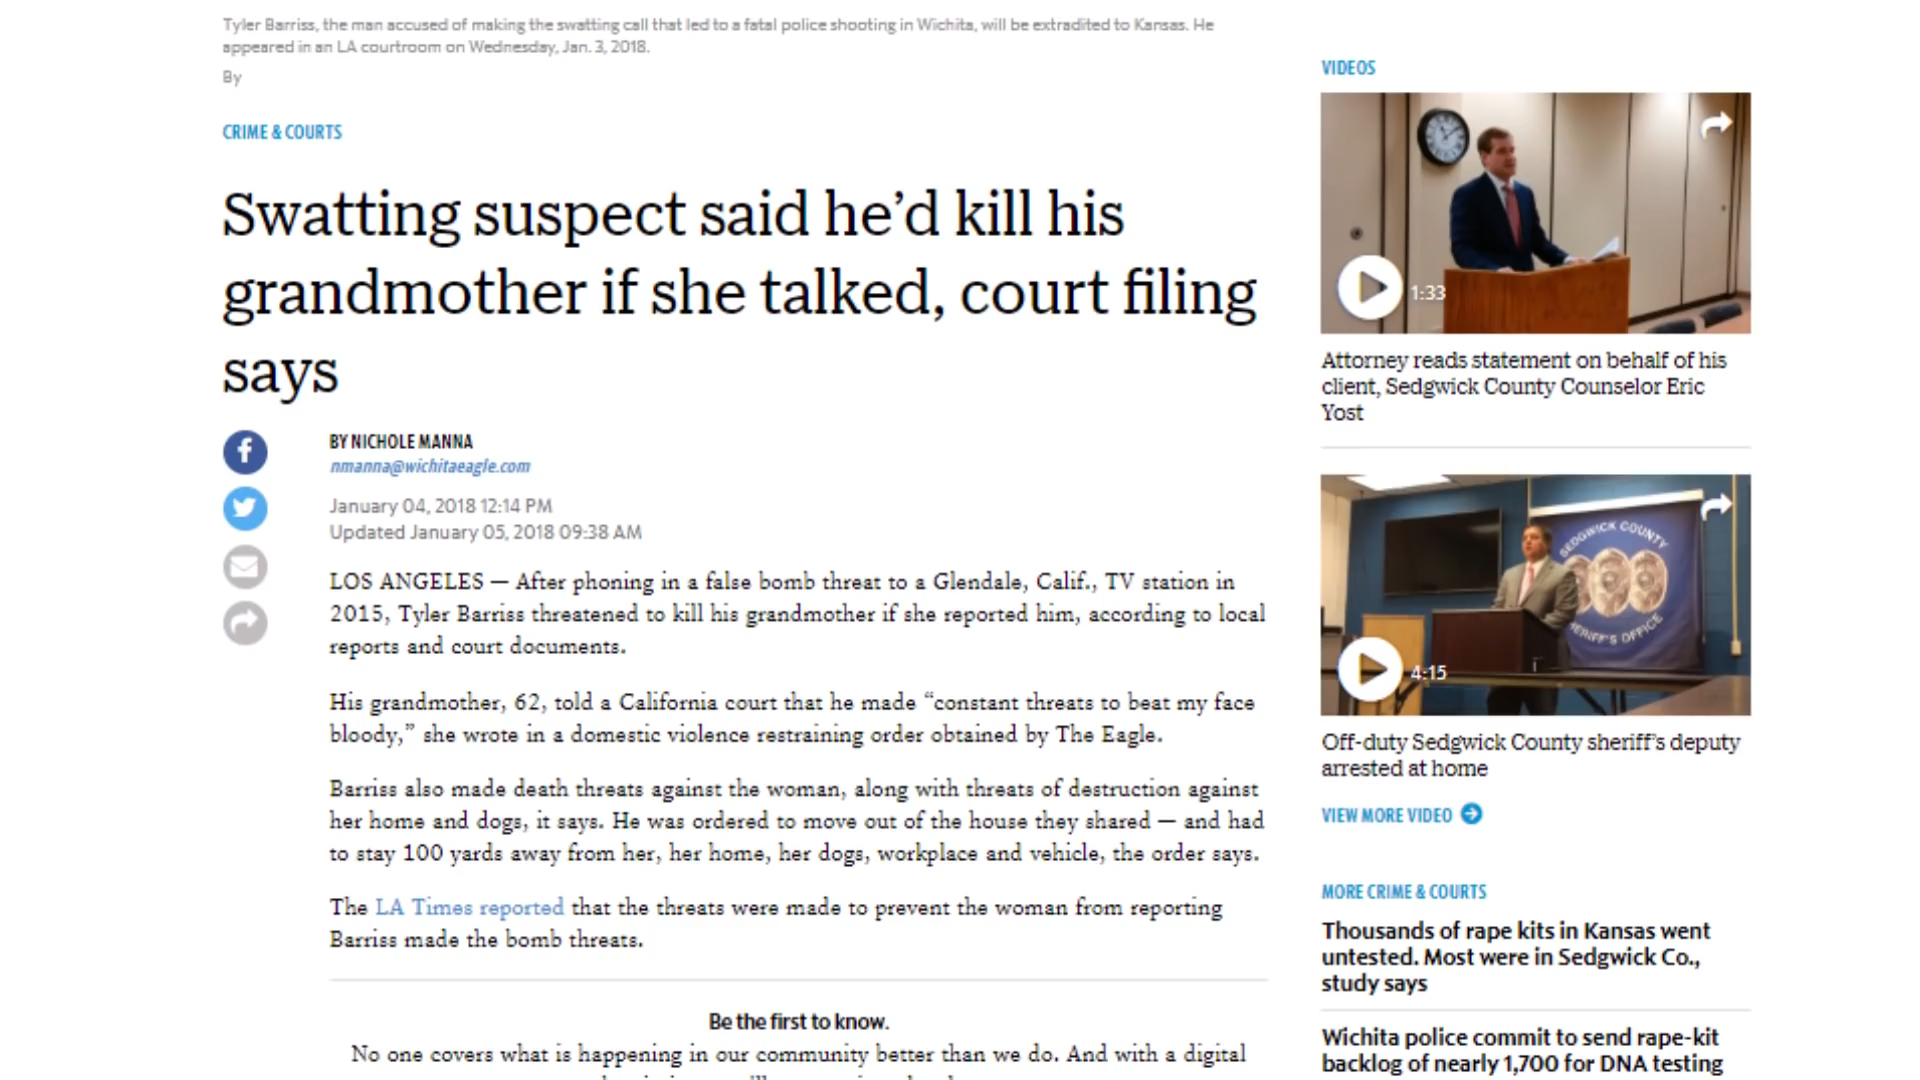 Tyler Barriss, the man accused of making the swatting call that led to a fatal police shooting in Wichita, will be extradited to Kansas. He
appeared in an LA courtroom on Wednesday, Jan. 3, 2018.
By
CRIME & COURTS
Swatting suspect said he’d kill his
grandmother if she talked, court filing
says
BY NICHOLE MANNA
nmanna@wichitaeagle.com
January 04, 2018 12:14 PM
Updated January 05, 2018 09:38 AM
LOS ANGELES — After phoning in a false bomb threat to a Glendale, Calif., TV station in
2015, Tyler Barriss threatened to kill his grandmother if she reported him, according to local
reports and court documents.
His grandmother, 62, told a California court that he made “constant threats to beat my face
bloody,” she wrote in a domestic violence restraining order obtained by The Eagle.
Barriss also made death threats against the woman, along with threats of destruction against
her home and dogs, it says. He was ordered to move out of the house they shared — and had
to stay 100 yards away from her, her home, her dogs, workplace and vehicle, the order says.
The LA Times reported that the threats were made to prevent the woman from reporting
Barriss made the bomb threats.
Be the first to know.
No one covers what is happening in our community better than we do. And with a digital
VIDEOS
1:33
Attorney reads statement on behalf of his
client, Sedgwick County Counselor Eric
Yost
SEDGWICK COUNTY
SHERIFF'S OFFICE
4:15
Off-duty Sedgwick County sheriff’s deputy
arrested at home
VIEW MORE VIDEO
MORE CRIME & COURTS
Thousands of rape kits in Kansas went
untested. Most were in Sedgwick Co.,
study says
Wichita police commit to send rape-kit
backlog of nearly 1,700 for DNA testing